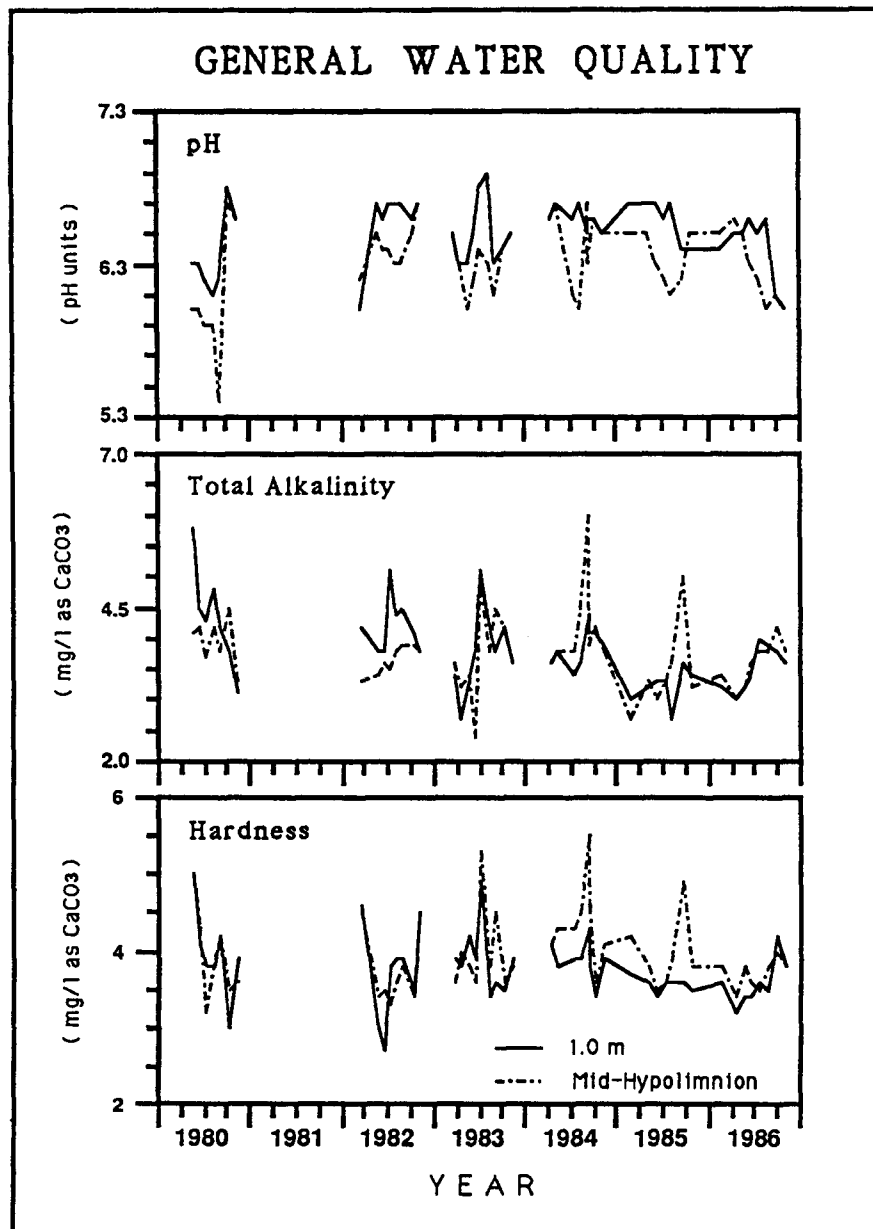 GENERAL WATER QUALITY
7.3
pH
6.3
5.3
( pH units )
7.0
Total Alkalinity
4.5
2.0
( mg/l as CaCO3 )
6
Hardness
4
2
( mg/l as CaCO3 )
1.0 m
Mid-Hypolimnion
1980 1981 1982 1983 1984 1985 1986
YEAR